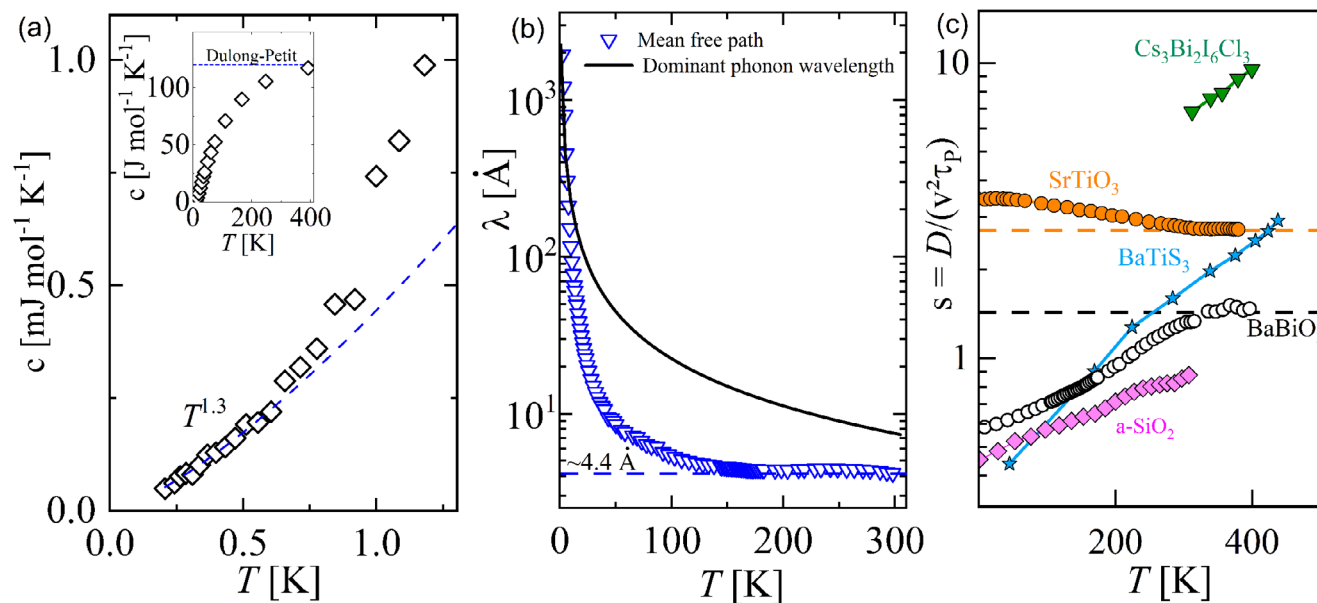 (a)
1.0
0.5
0.0
c [mJ mol⁻¹ K⁻¹]
T^1.3
0.0 0.5 1.0
T [K]
Dulong-Petit
100
50
0
c [J mol⁻¹ K⁻¹]
0 200 400
T [K]
(b)
Mean free path
Dominant phonon wavelength
10³
10²
10¹
λ [Å]
~4.4 Å
0 100 200 300
T [K]
(c)
10
1
s = D/(v²τ_P)
Cs₃Bi₂I₆Cl₃
SrTiO₃
BaTiS₃
BaBiO
a-SiO₂
200 400
T [K]